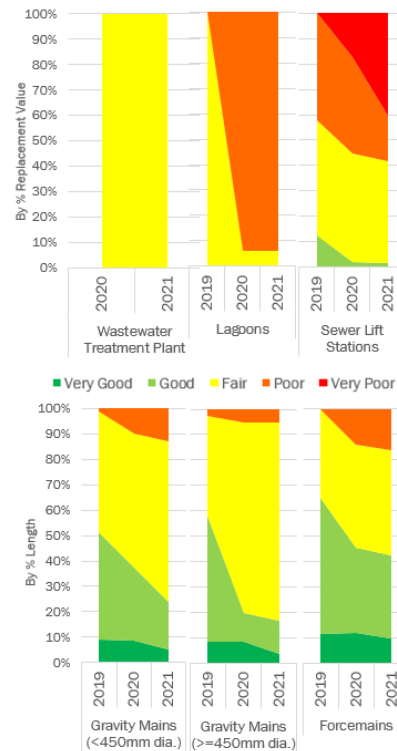 By % Replacement Value
100%
90%
80%
70%
60%
50%
40%
30%
20%
10%
0%
2020
2021
2019
2020
2021
2019
2020
2021
Wastewater
Treatment Plant
Lagoons
Sewer Lift
Stations
Very Good
Good
Fair
Poor
Very Poor
By % Length
100%
90%
80%
70%
60%
50%
40%
30%
20%
10%
0%
2019
2020
2021
2019
2020
2021
2019
2020
2021
Gravity Mains
(<450mm dia.)
Gravity Mains
(>=450mm dia.)
Forcemains